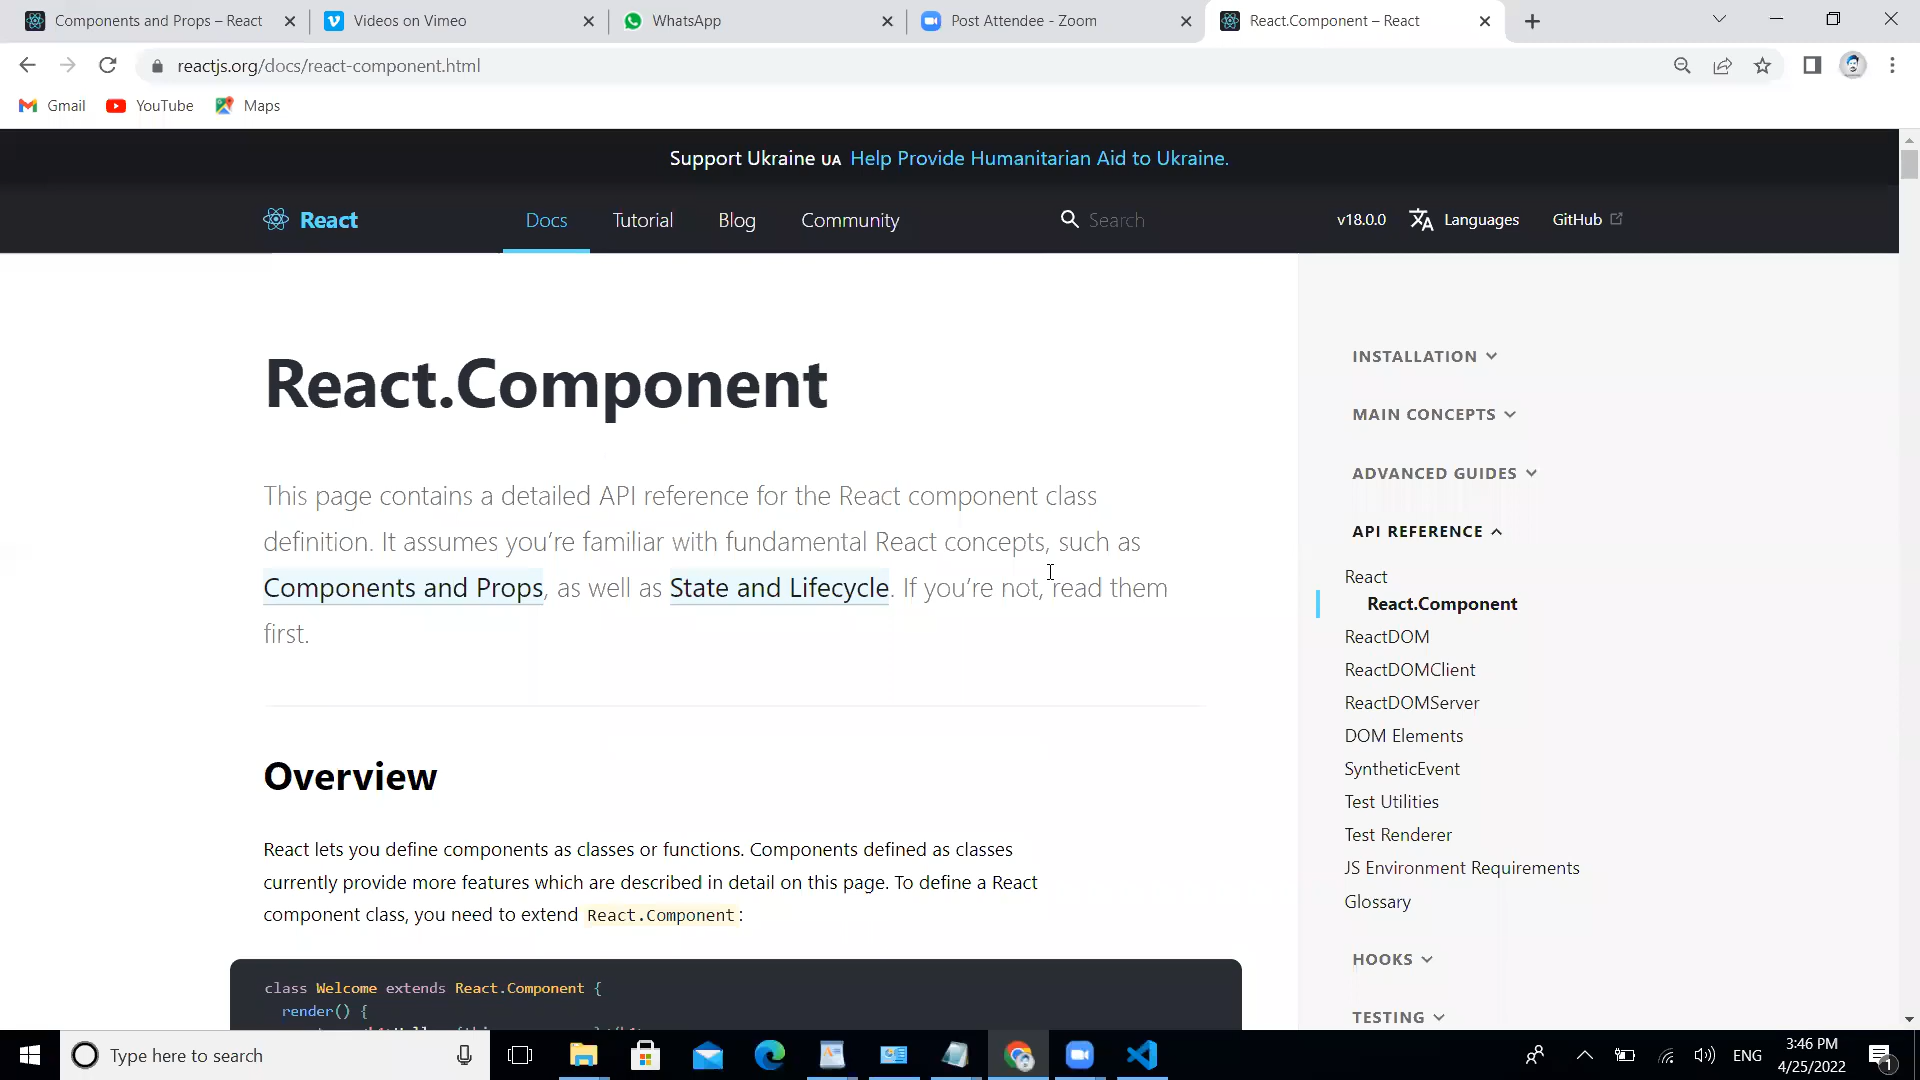 Components and Props – React
Videos on Vimeo
WhatsApp
Post Attendee - Zoom
React.Component – React
reactjs.org/docs/react-component.html
Gmail
YouTube
Maps
Support Ukraine UA Help Provide Humanitarian Aid to Ukraine.
React
Docs
Tutorial
Blog
Community
Search
v18.0.0
Languages
GitHub
React.Component
This page contains a detailed API reference for the React component class
definition. It assumes you’re familiar with fundamental React concepts, such as
Components and Props, as well as State and Lifecycle. If you’re not, read them
first.
Overview
React lets you define components as classes or functions. Components defined as classes
currently provide more features which are described in detail on this page. To define a React
component class, you need to extend React.Component:
class Welcome extends React.Component {
render() {
INSTALLATION
MAIN CONCEPTS
ADVANCED GUIDES
API REFERENCE
React
React.Component
ReactDOM
ReactDOMClient
ReactDOMServer
DOM Elements
SyntheticEvent
Test Utilities
Test Renderer
JS Environment Requirements
Glossary
HOOKS
TESTING
Type here to search
ENG
3:46 PM
4/25/2022
1